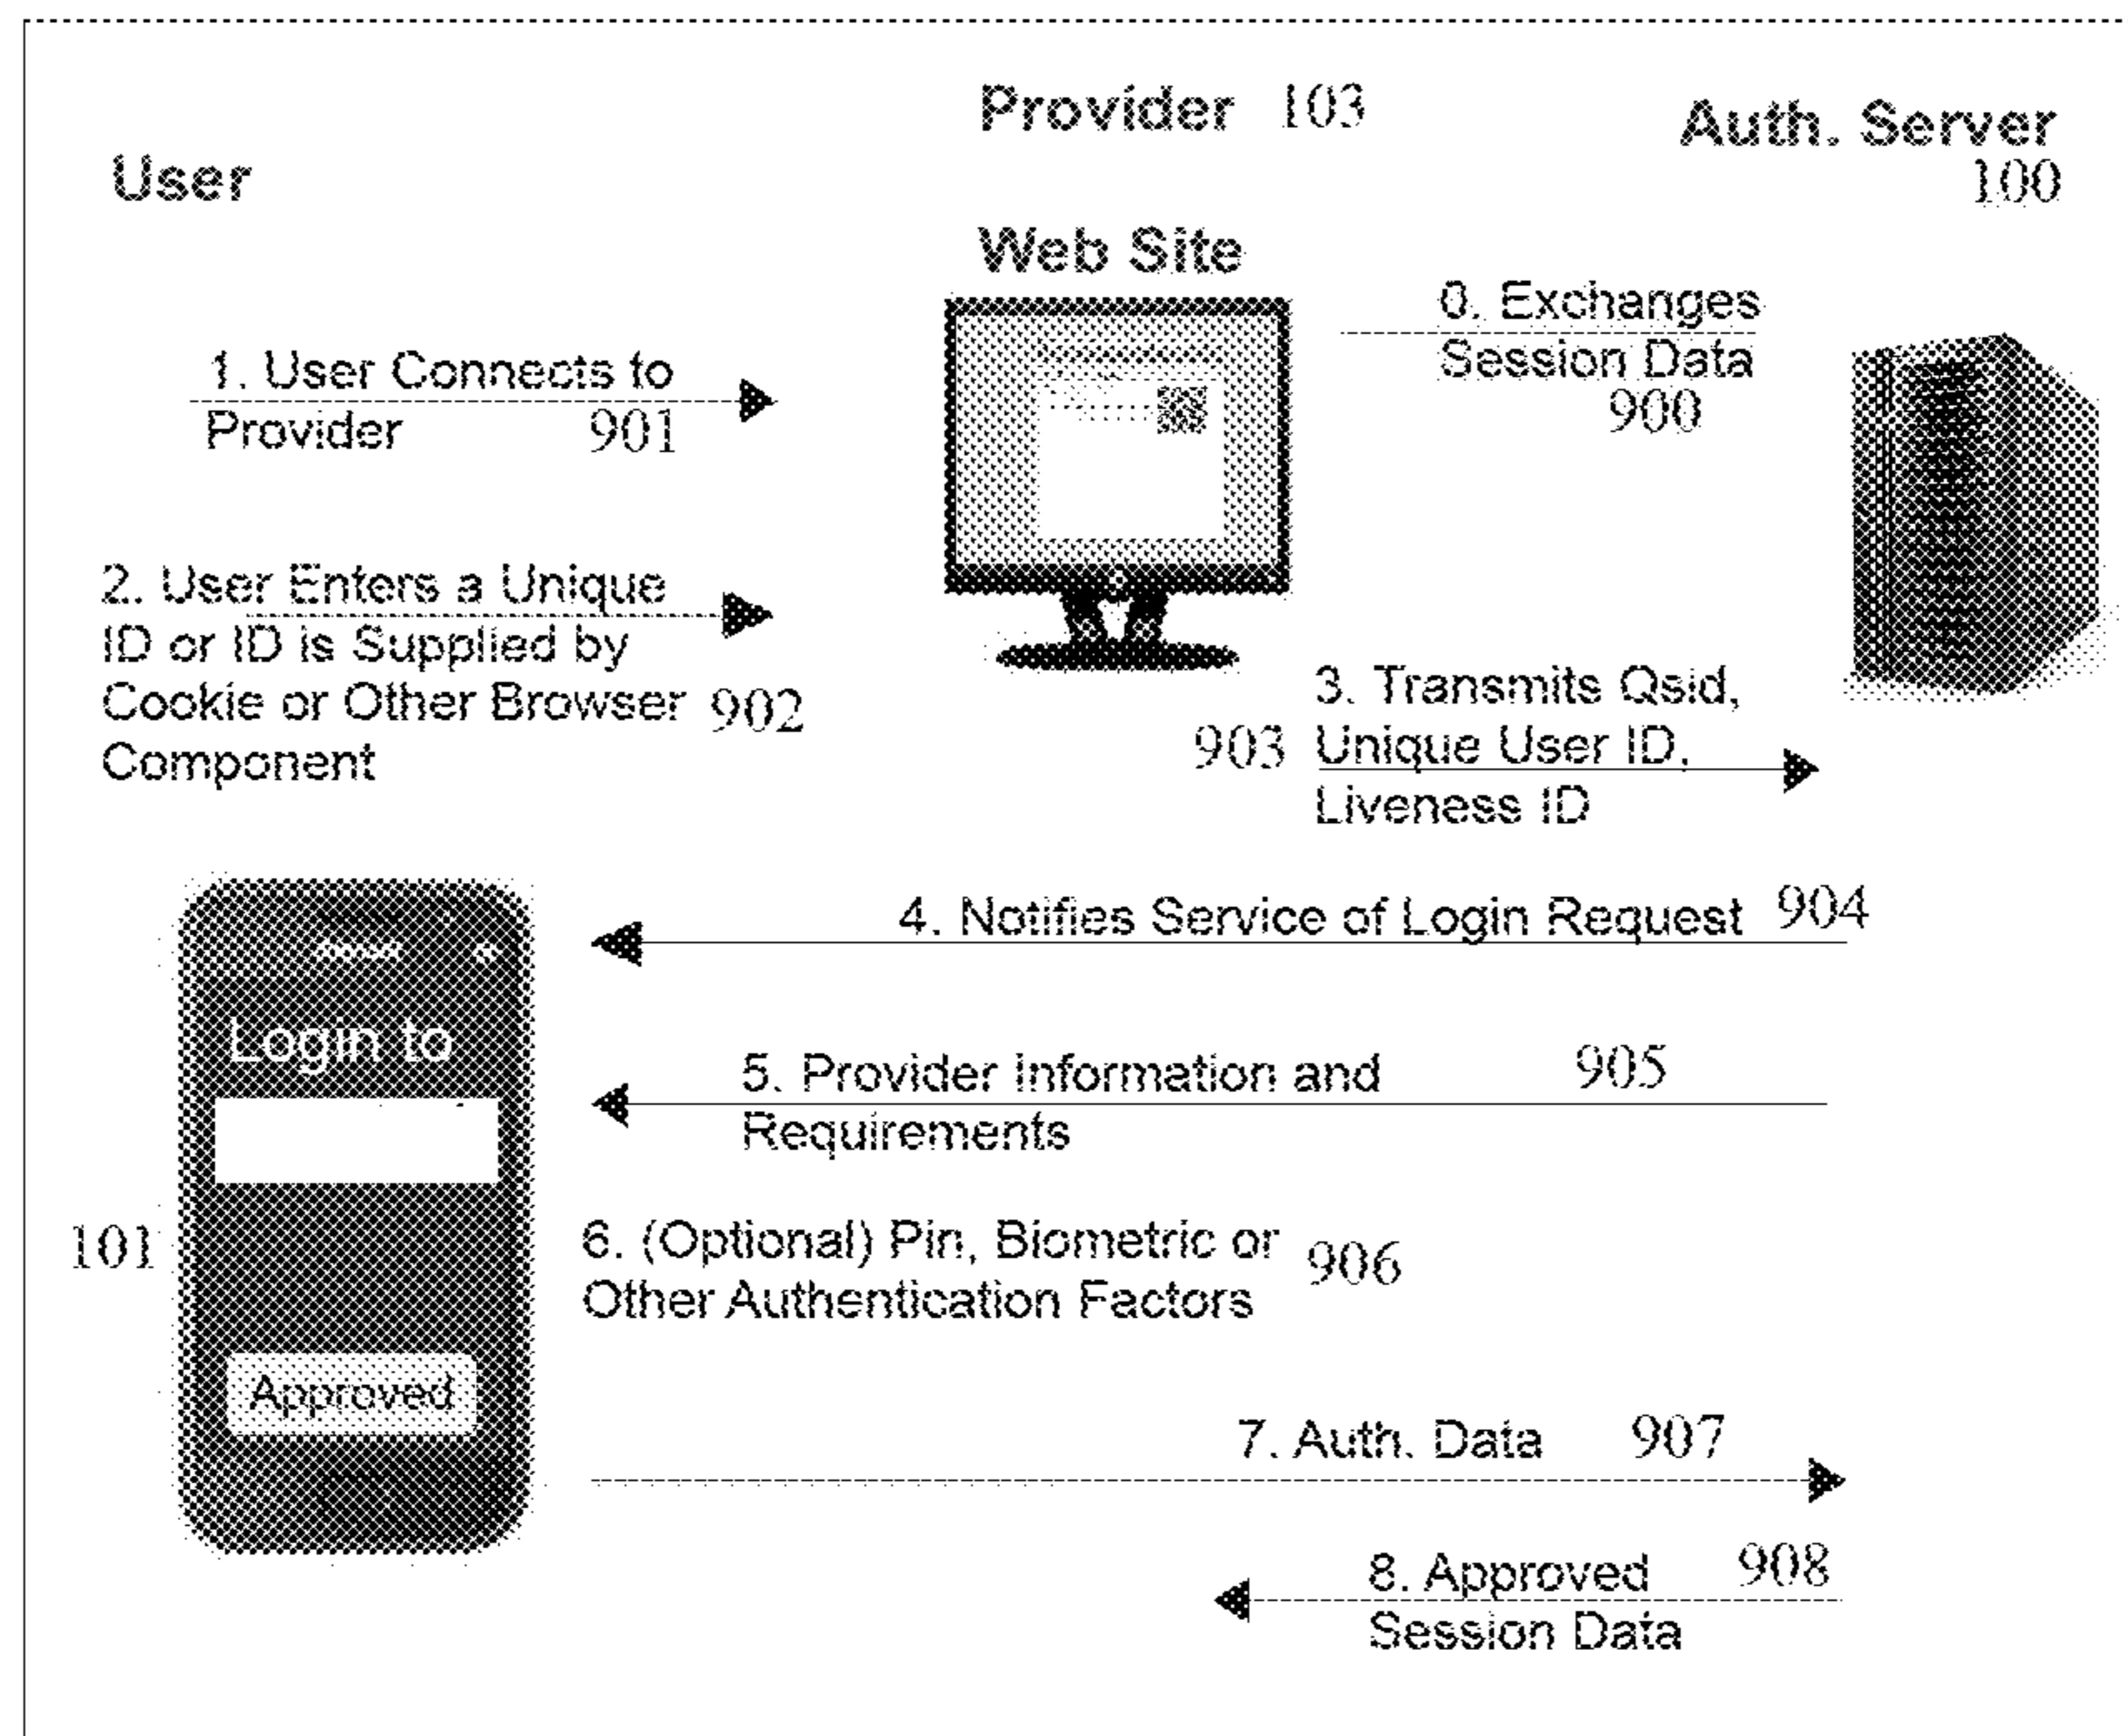 Provider 103
Auth. Server
100
User
Web Site
0. Exchanges
Session Data
900
1. User Connects to
Provider 901
2. User Enters a Unique
ID or ID is Supplied by
Cookie or Other Browser 902
Component
3. Transmits Qsid,
903 Unique User ID,
Liveness ID
4. Notifies Service of Login Request 904
Login to
5. Provider Information and 905
Requirements
101
6. (Optional) Pin, Biometric or 906
Other Authentication Factors
Approved
7. Auth. Data 907
8. Approved 908
Session Data